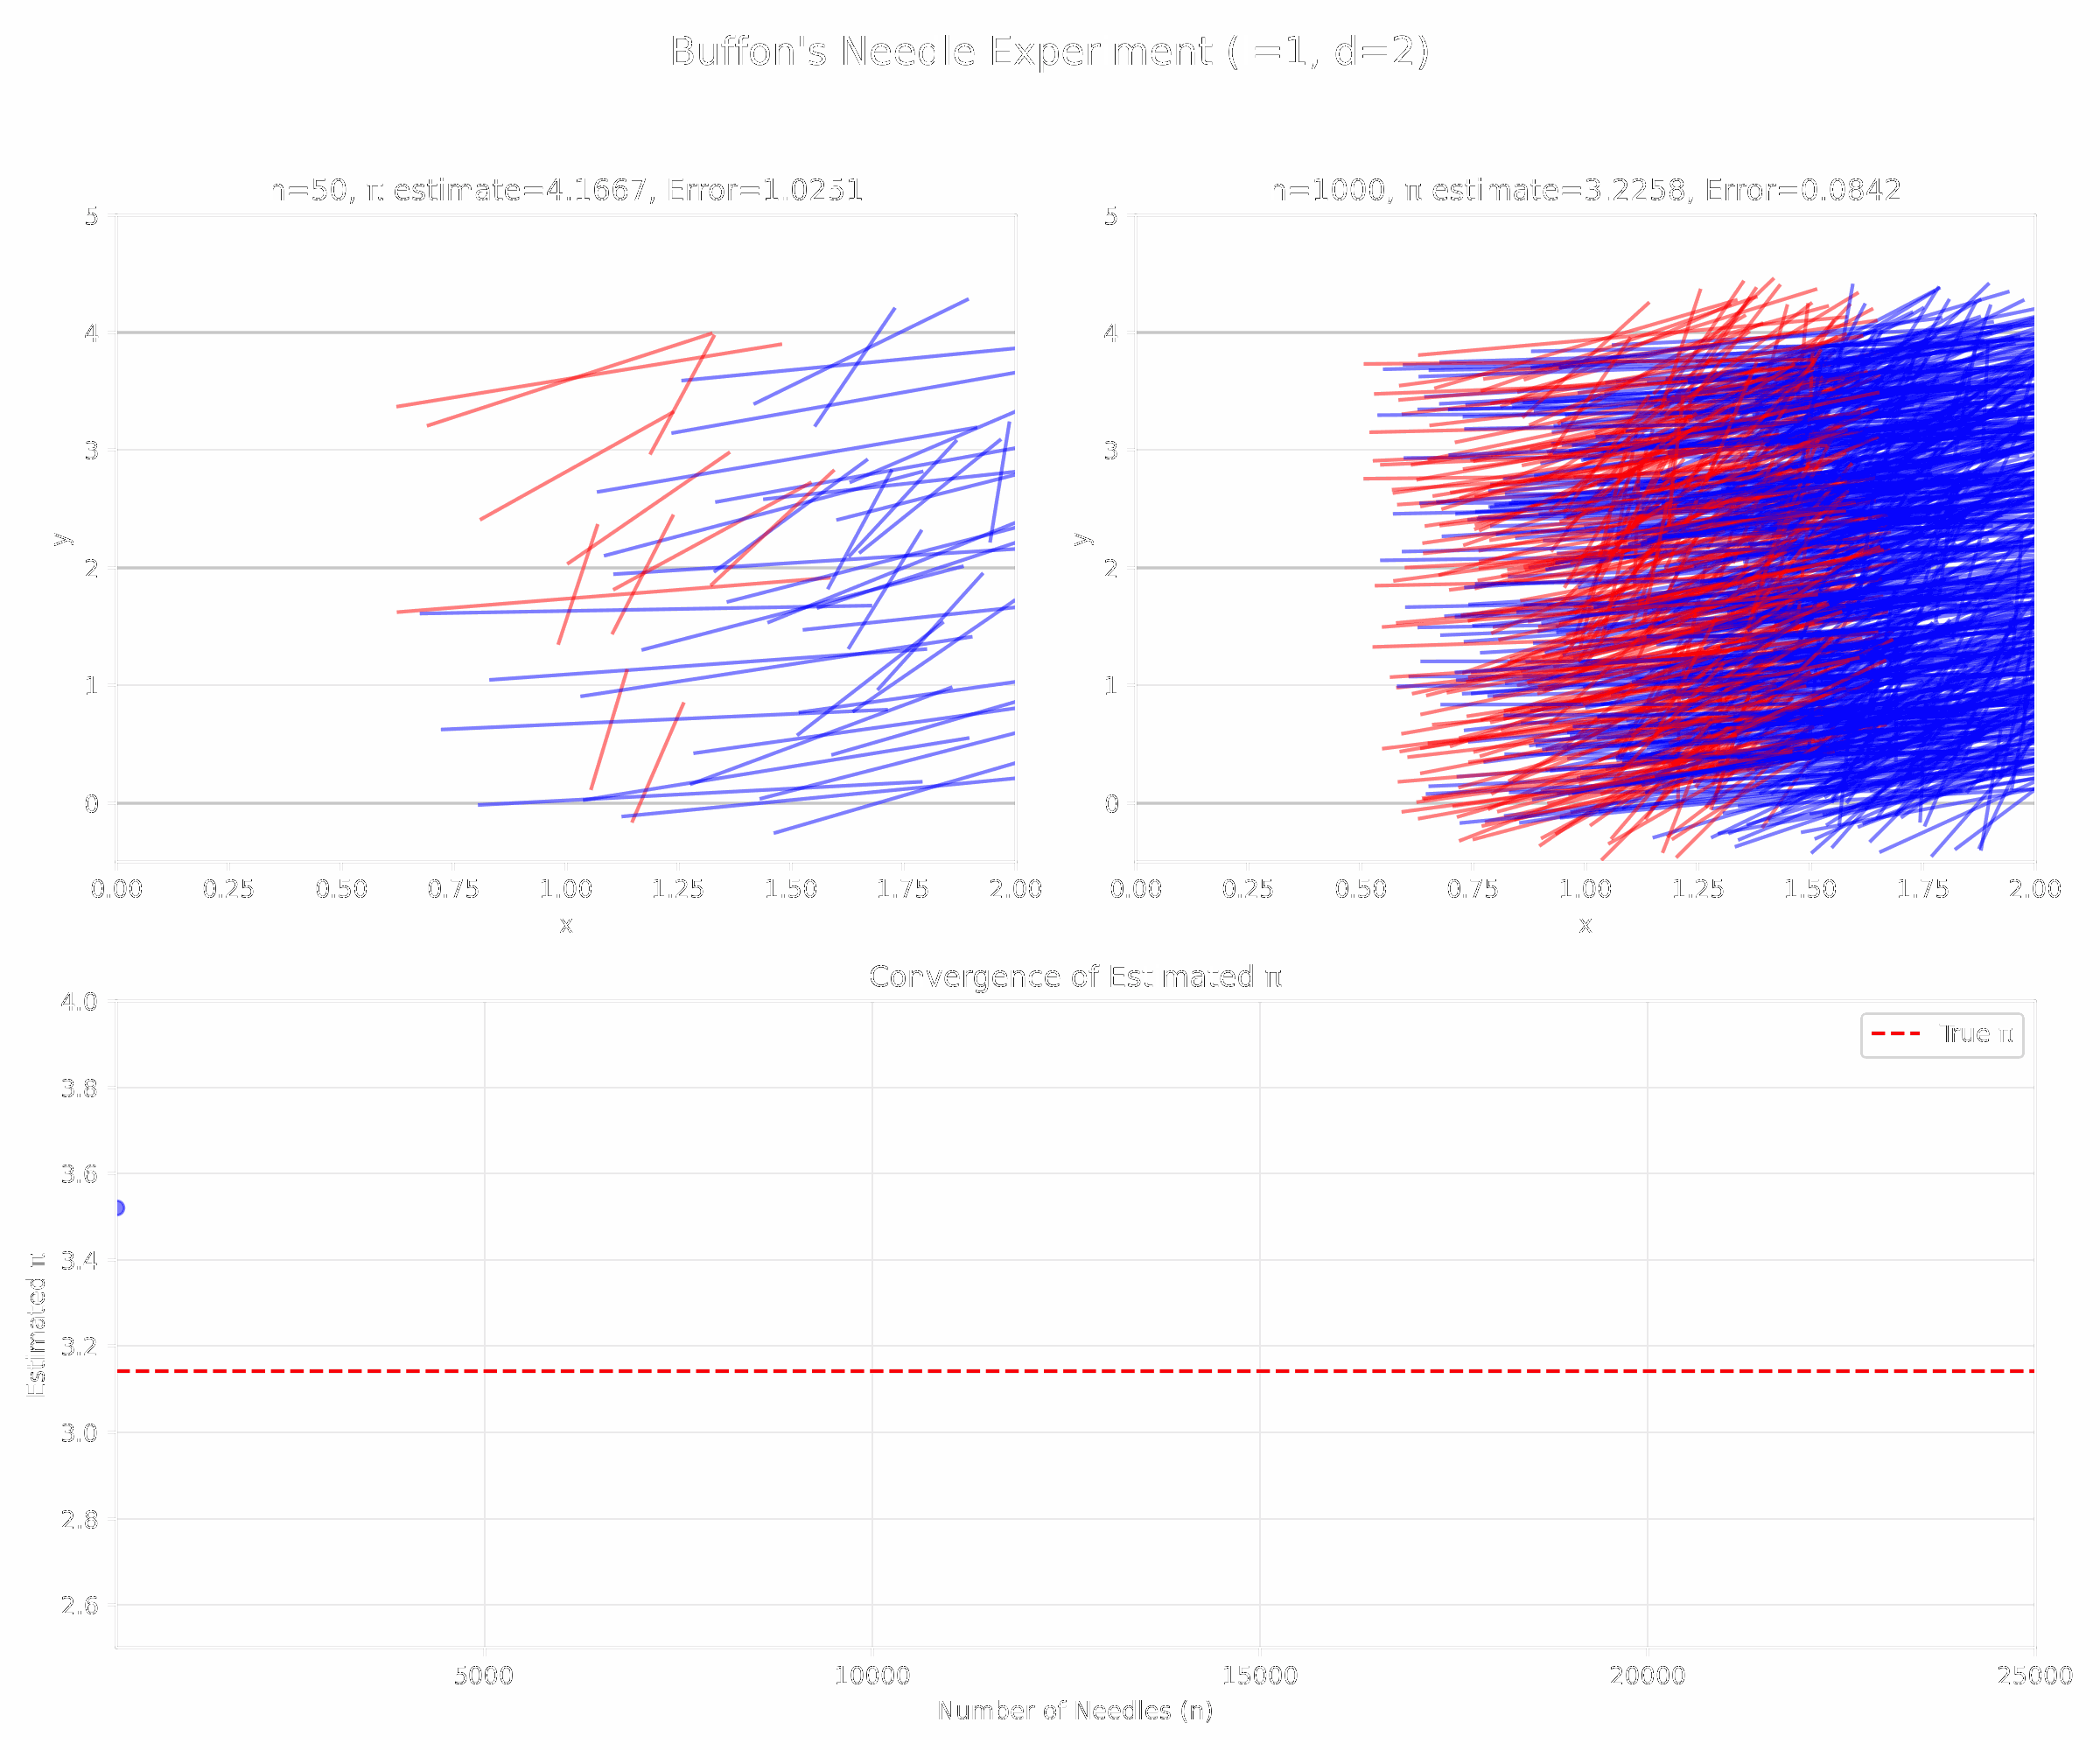 Buffon's Needle Experiment ( =1, d=2)
n=50, π estimate=4.1667, Error=1.0251
5
4
3
2
1
0
y
0.00 0.25 0.50 0.75 1.00 1.25 1.50 1.75 2.00
x
n=1000, π estimate=3.2258, Error=0.0842
5
4
3
2
1
0
y
0.00 0.25 0.50 0.75 1.00 1.25 1.50 1.75 2.00
x
Convergence of Estimated π
4.0
3.8
3.6
3.4
3.2
3.0
2.8
2.6
Estimated π
True π
5000 10000 15000 20000 25000
Number of Needles (n)